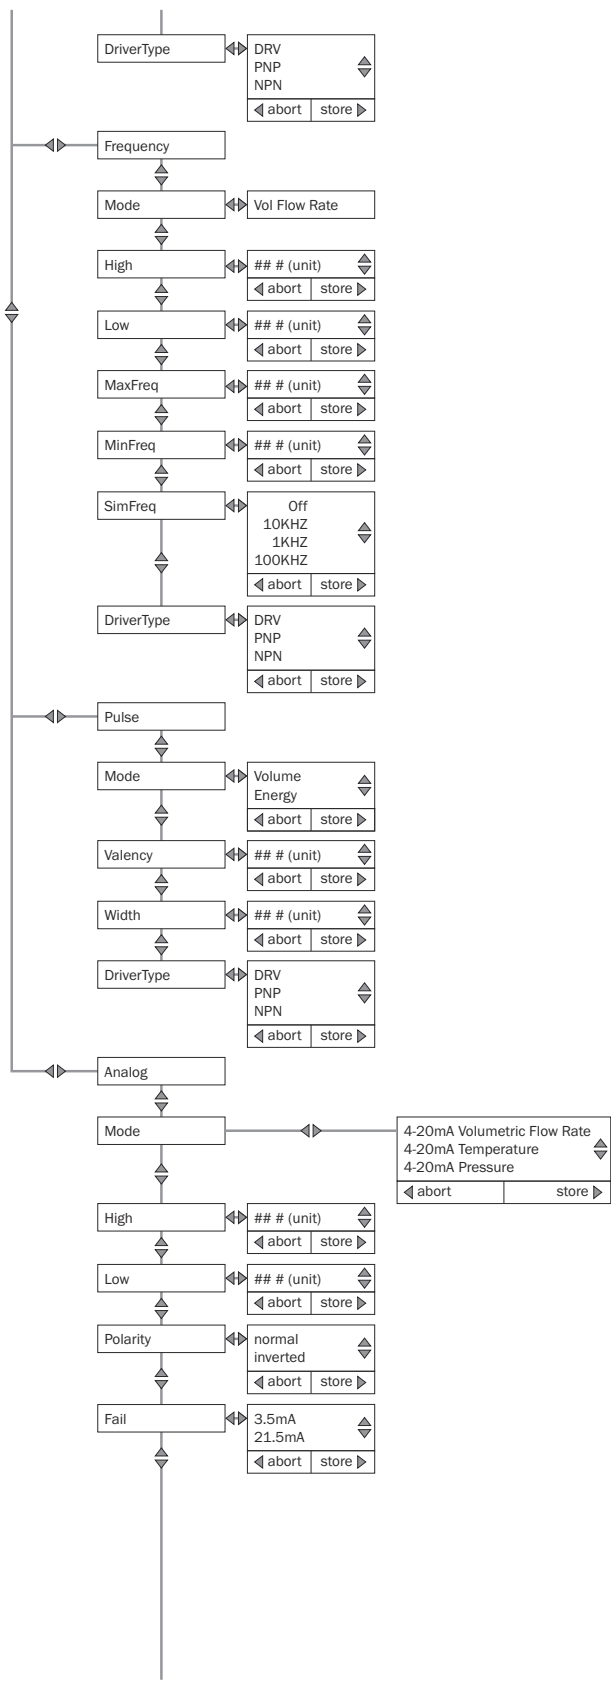 DriverType
DRV
PNP
NPN
abort store
Frequency
Mode
Vol Flow Rate
High
## # (unit)
abort store
Low
## # (unit)
abort store
MaxFreq
## # (unit)
abort store
MinFreq
## # (unit)
abort store
SimFreq
Off
10KHZ
1KHZ
100KHZ
abort store
DriverType
DRV
PNP
NPN
abort store
Pulse
Mode
Volume
Energy
abort store
Valency
## # (unit)
abort store
Width
## # (unit)
abort store
DriverType
DRV
PNP
NPN
abort store
Analog
Mode
4-20mA Volumetric Flow Rate
4-20mA Temperature
4-20mA Pressure
abort store
High
## # (unit)
abort store
Low
## # (unit)
abort store
Polarity
normal
inverted
abort store
Fail
3.5mA
21.5mA
abort store